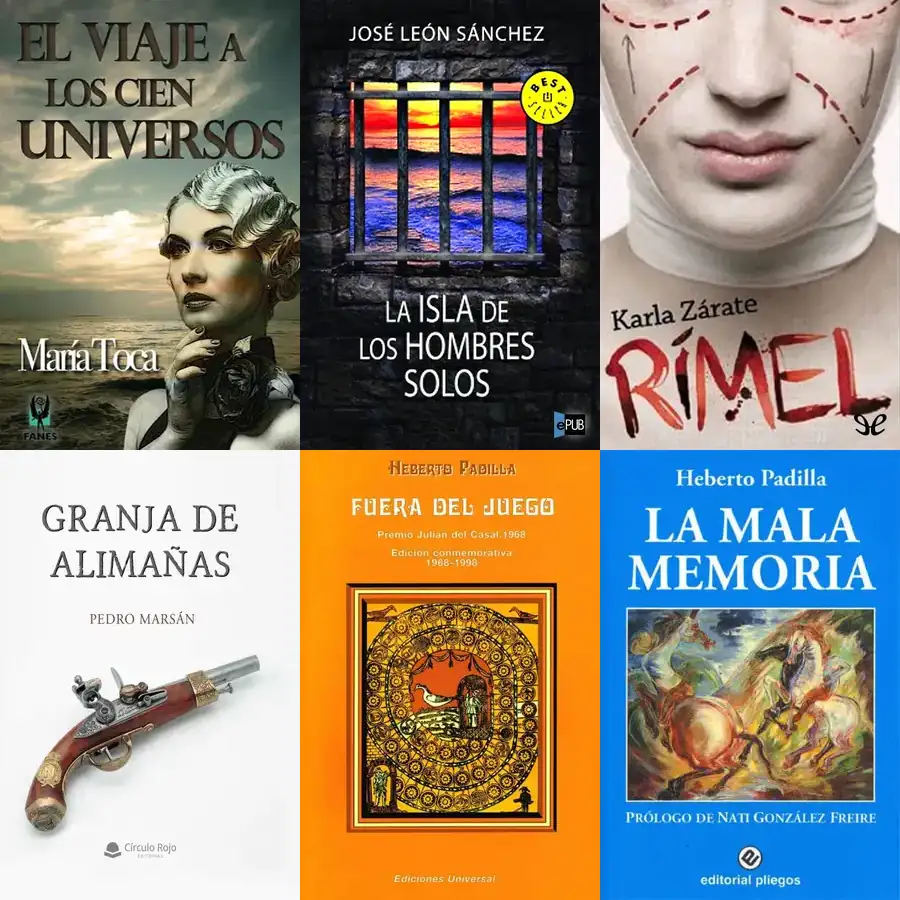 EL VIAJE A
LOS CIEN
UNIVERSOS
María Toca
FANES
JOSÉ LEÓN SÁNCHEZ
BEST
SELLER
LA ISLA DE
LOS HOMBRES
SOLOS
ePUB
Karla Zárate
RÍMEL
GRANJA DE
ALIMAÑAS
PEDRO MARSÁN
Círculo Rojo
EDITORIAL
HEBERTO PADILLA
FUERA DEL JUEGO
Premio Julián del Casal.1968
Edición conmemorativa
1968-1998
Ediciones Universal
Heberto Padilla
LA MALA
MEMORIA
PRÓLOGO DE NATI GONZÁLEZ FREIRE
editorial pliegos